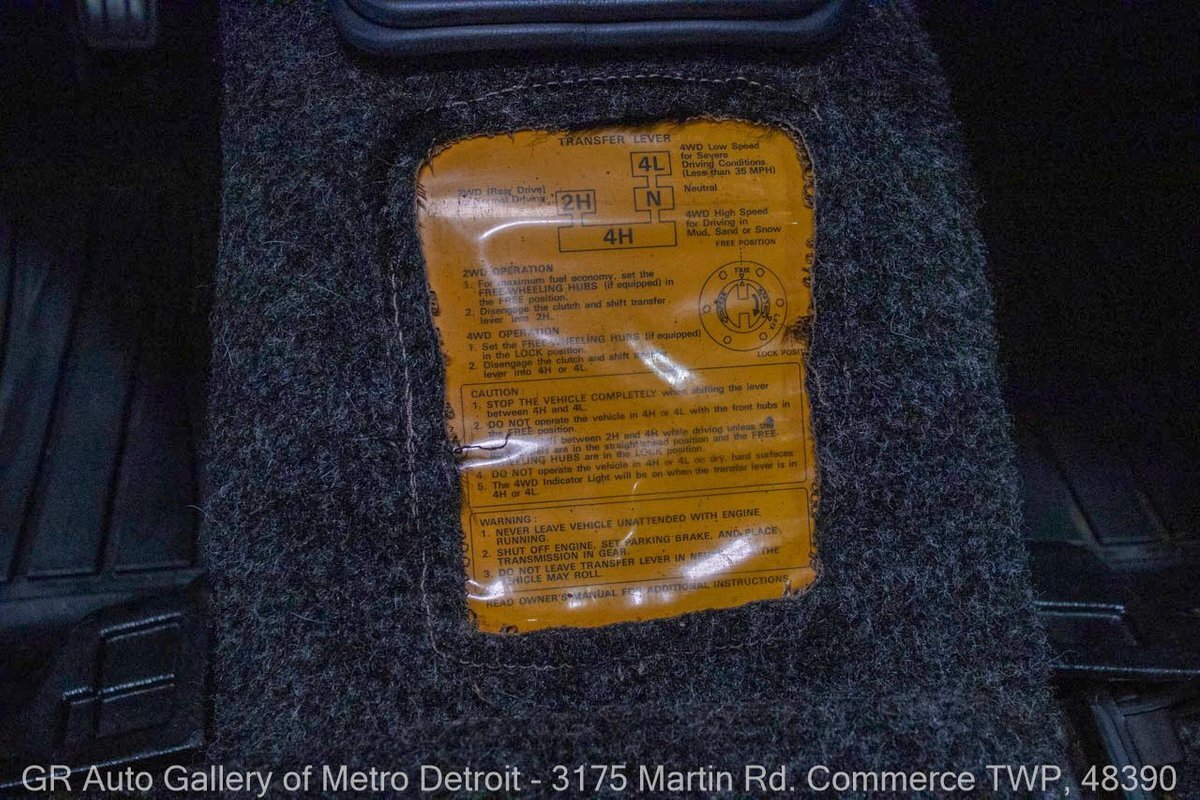 TRANSFER LEVER
4L
4WD Low Speed
for Severe
Driving Conditions.
(Less than 35 MPH)
2WD (Rear Drive)
Driving
2H
N
Neutral
4H
4WD High Speed
for Driving in
Mud, Sand or Snow
FREE POSITION
FREE
LOCK
2WD OPERATION
1. For maximum fuel economy, set the
FREE-WHEELING HUBS (if equipped) in
the FREE position.
2. Disengage the clutch and shift transfer
lever into 2H.
4WD OPERATION
1. Set the FREE-WHEELING HUBS (if equipped)
in the LOCK position.
2. Disengage the clutch and shift
lever into 4H or 4L.
LOCK
CAUTION :
1. STOP THE VEHICLE COMPLETELY when shifting the lever
between 4H and 4L.
2. DO NOT operate the vehicle in 4H or 4L with the front hubs in
the FREE position.
between 2H and 4H while driving unless the
are in the straight-ahead position and the FREE-
WHEELING HUBS are in the LOCK position.
4. DO NOT operate the vehicle in 4H or 4L on dry, hard surfaces.
5. The 4WD Indicator Light will be on when the transfer lever is in
4H or 4L.
WARNING :
1. NEVER LEAVE VEHICLE UNATTENDED WITH ENGINE
RUNNING.
2. SHUT OFF ENGINE, SET PARKING BRAKE, AND PLACE
TRANSMISSION IN GEAR.
3. DO NOT LEAVE TRANSFER LEVER IN THE
VEHICLE MAY ROLL.
READ OWNER'S MANUAL FOR ADDITIONAL INSTRUCTIONS
GR Auto Gallery of Metro Detroit - 3175 Martin Rd. Commerce TWP, 48390